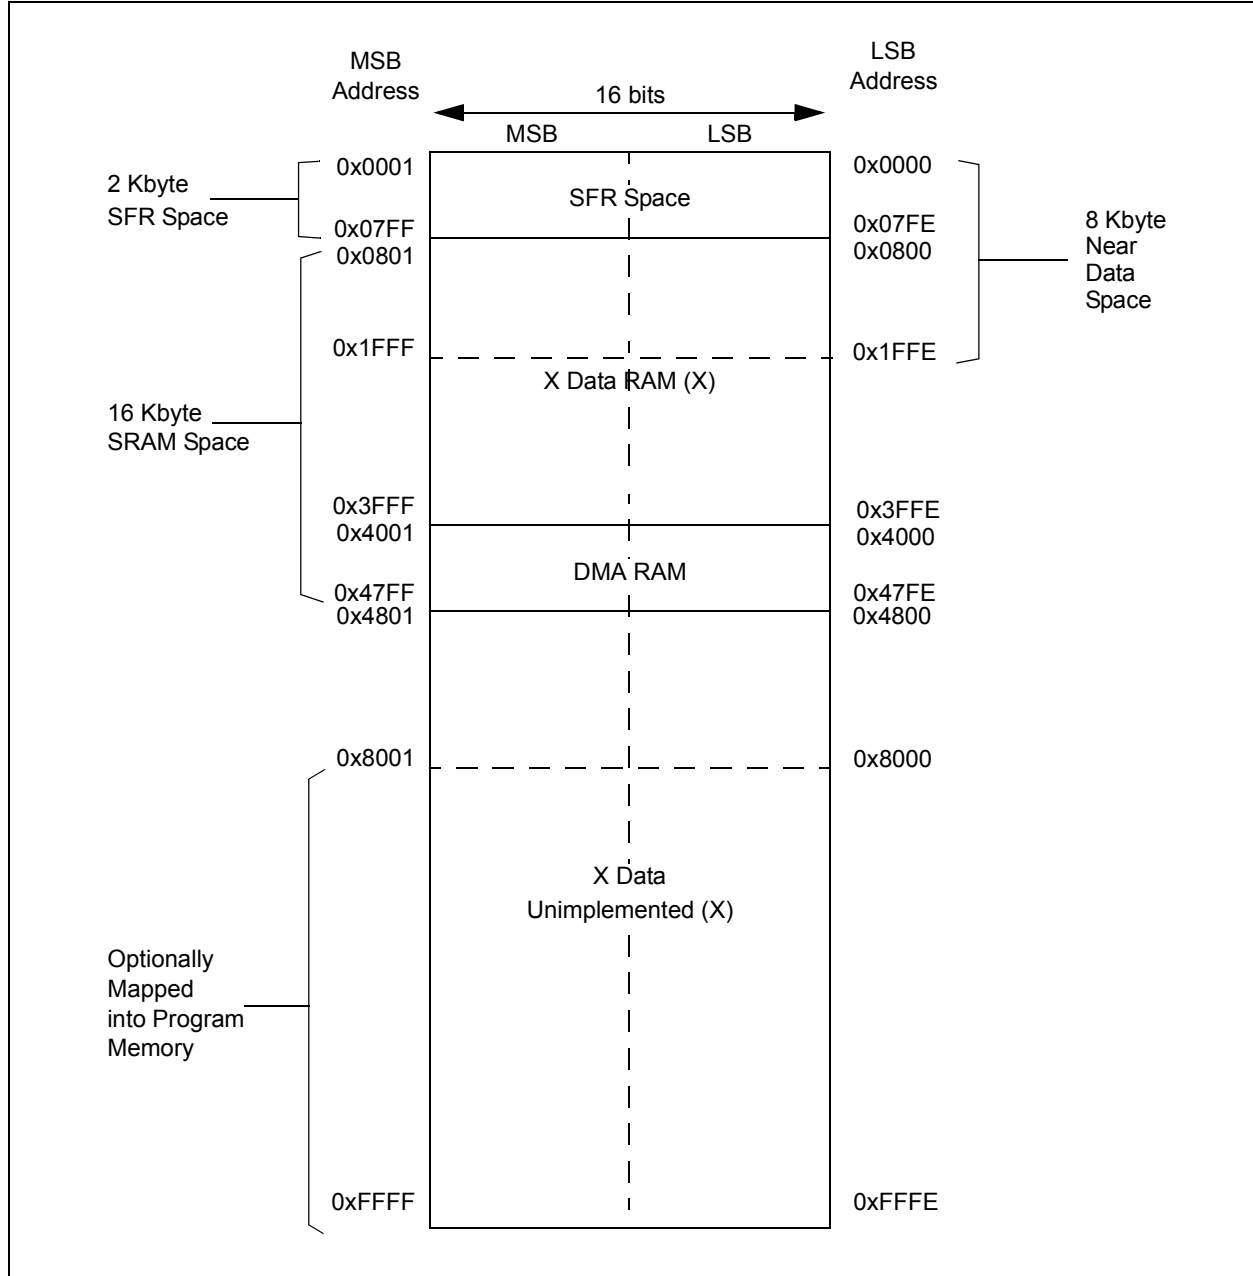 MSB
Address
LSB
Address
16 bits
MSB
LSB
0x0001
0x0000
2 Kbyte
SFR Space
SFR Space
0x07FF
0x07FE
0x0801
0x0800
8 Kbyte
Near
Data
Space
0x1FFF
0x1FFE
X Data RAM (X)
16 Kbyte
SRAM Space
0x3FFF
0x3FFE
0x4001
0x4000
DMA RAM
0x47FF
0x47FE
0x4801
0x4800
0x8001
0x8000
X Data
Unimplemented (X)
Optionally
Mapped
into Program
Memory
0xFFFF
0xFFFE